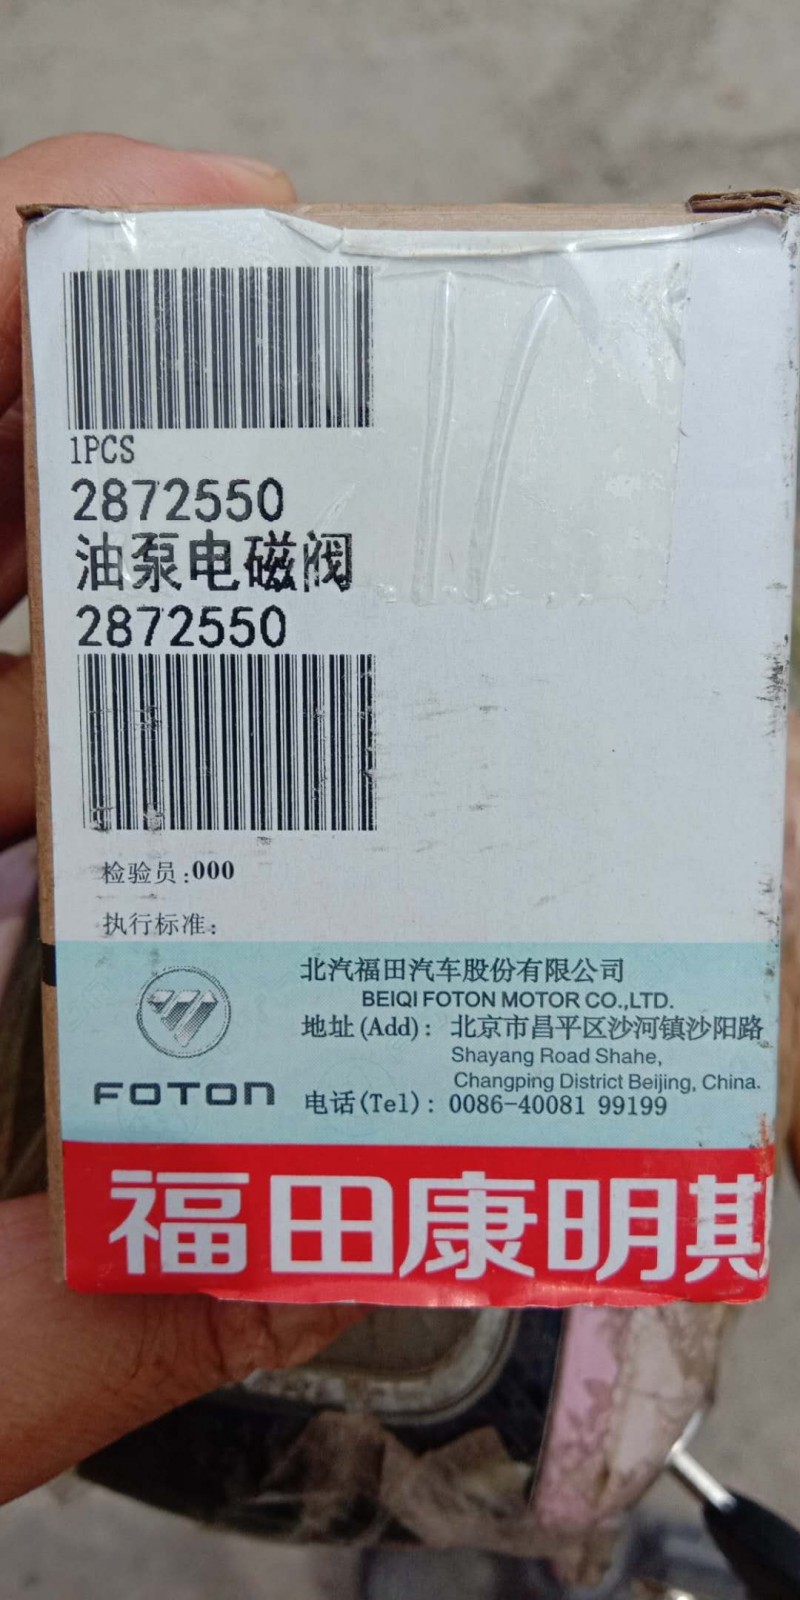 1PCS
2872550
油泵电磁阀
2872550
检验员:000
执行标准:
北汽福田汽车股份有限公司
BEIQI FOTON MOTOR CO.,LTD.
地址(Add): 北京市昌平区沙河镇沙阳路
Shayang Road Shahe,
Changping District Beijing, China.
FOTON
电话(Tel): 0086-40081 99199
福田康明